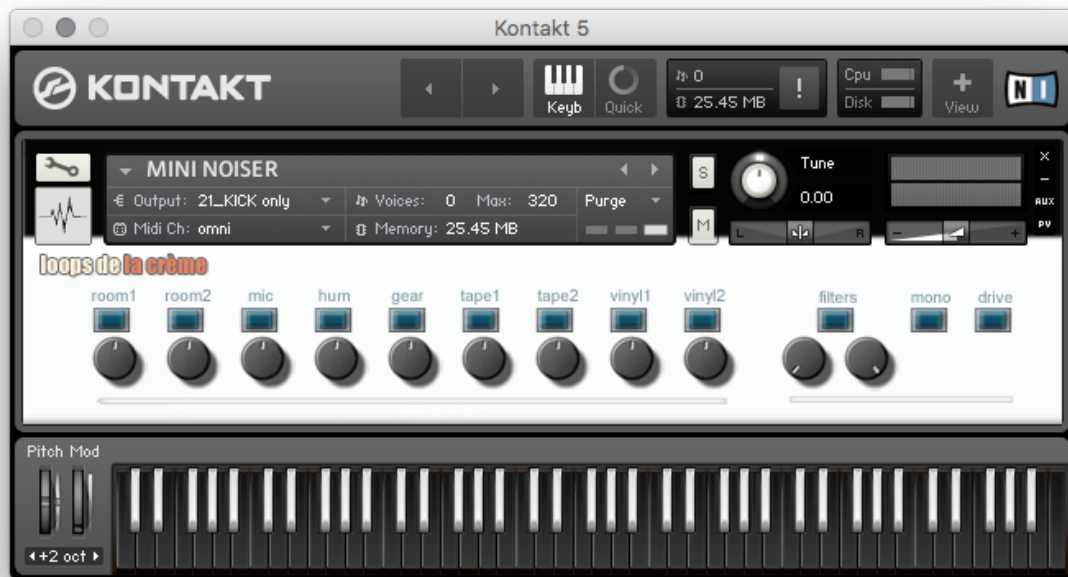 Kontakt 5
KONTAKT
Keyb
Quick
0
25.45 MB
!
Cpu
Disk
+
View
NI
MINI NOISER
S
Tune
×
−
Output: 21_KICK only
Voices: 0 Max: 320
Purge
0.00
AUX
Midi Ch: omni
Memory: 25.45 MB
M
L
R
−
+
PV
loops de la crème
room1 room2 mic hum gear tape1 tape2 vinyl1 vinyl2 filters mono drive
Pitch Mod
+2 oct